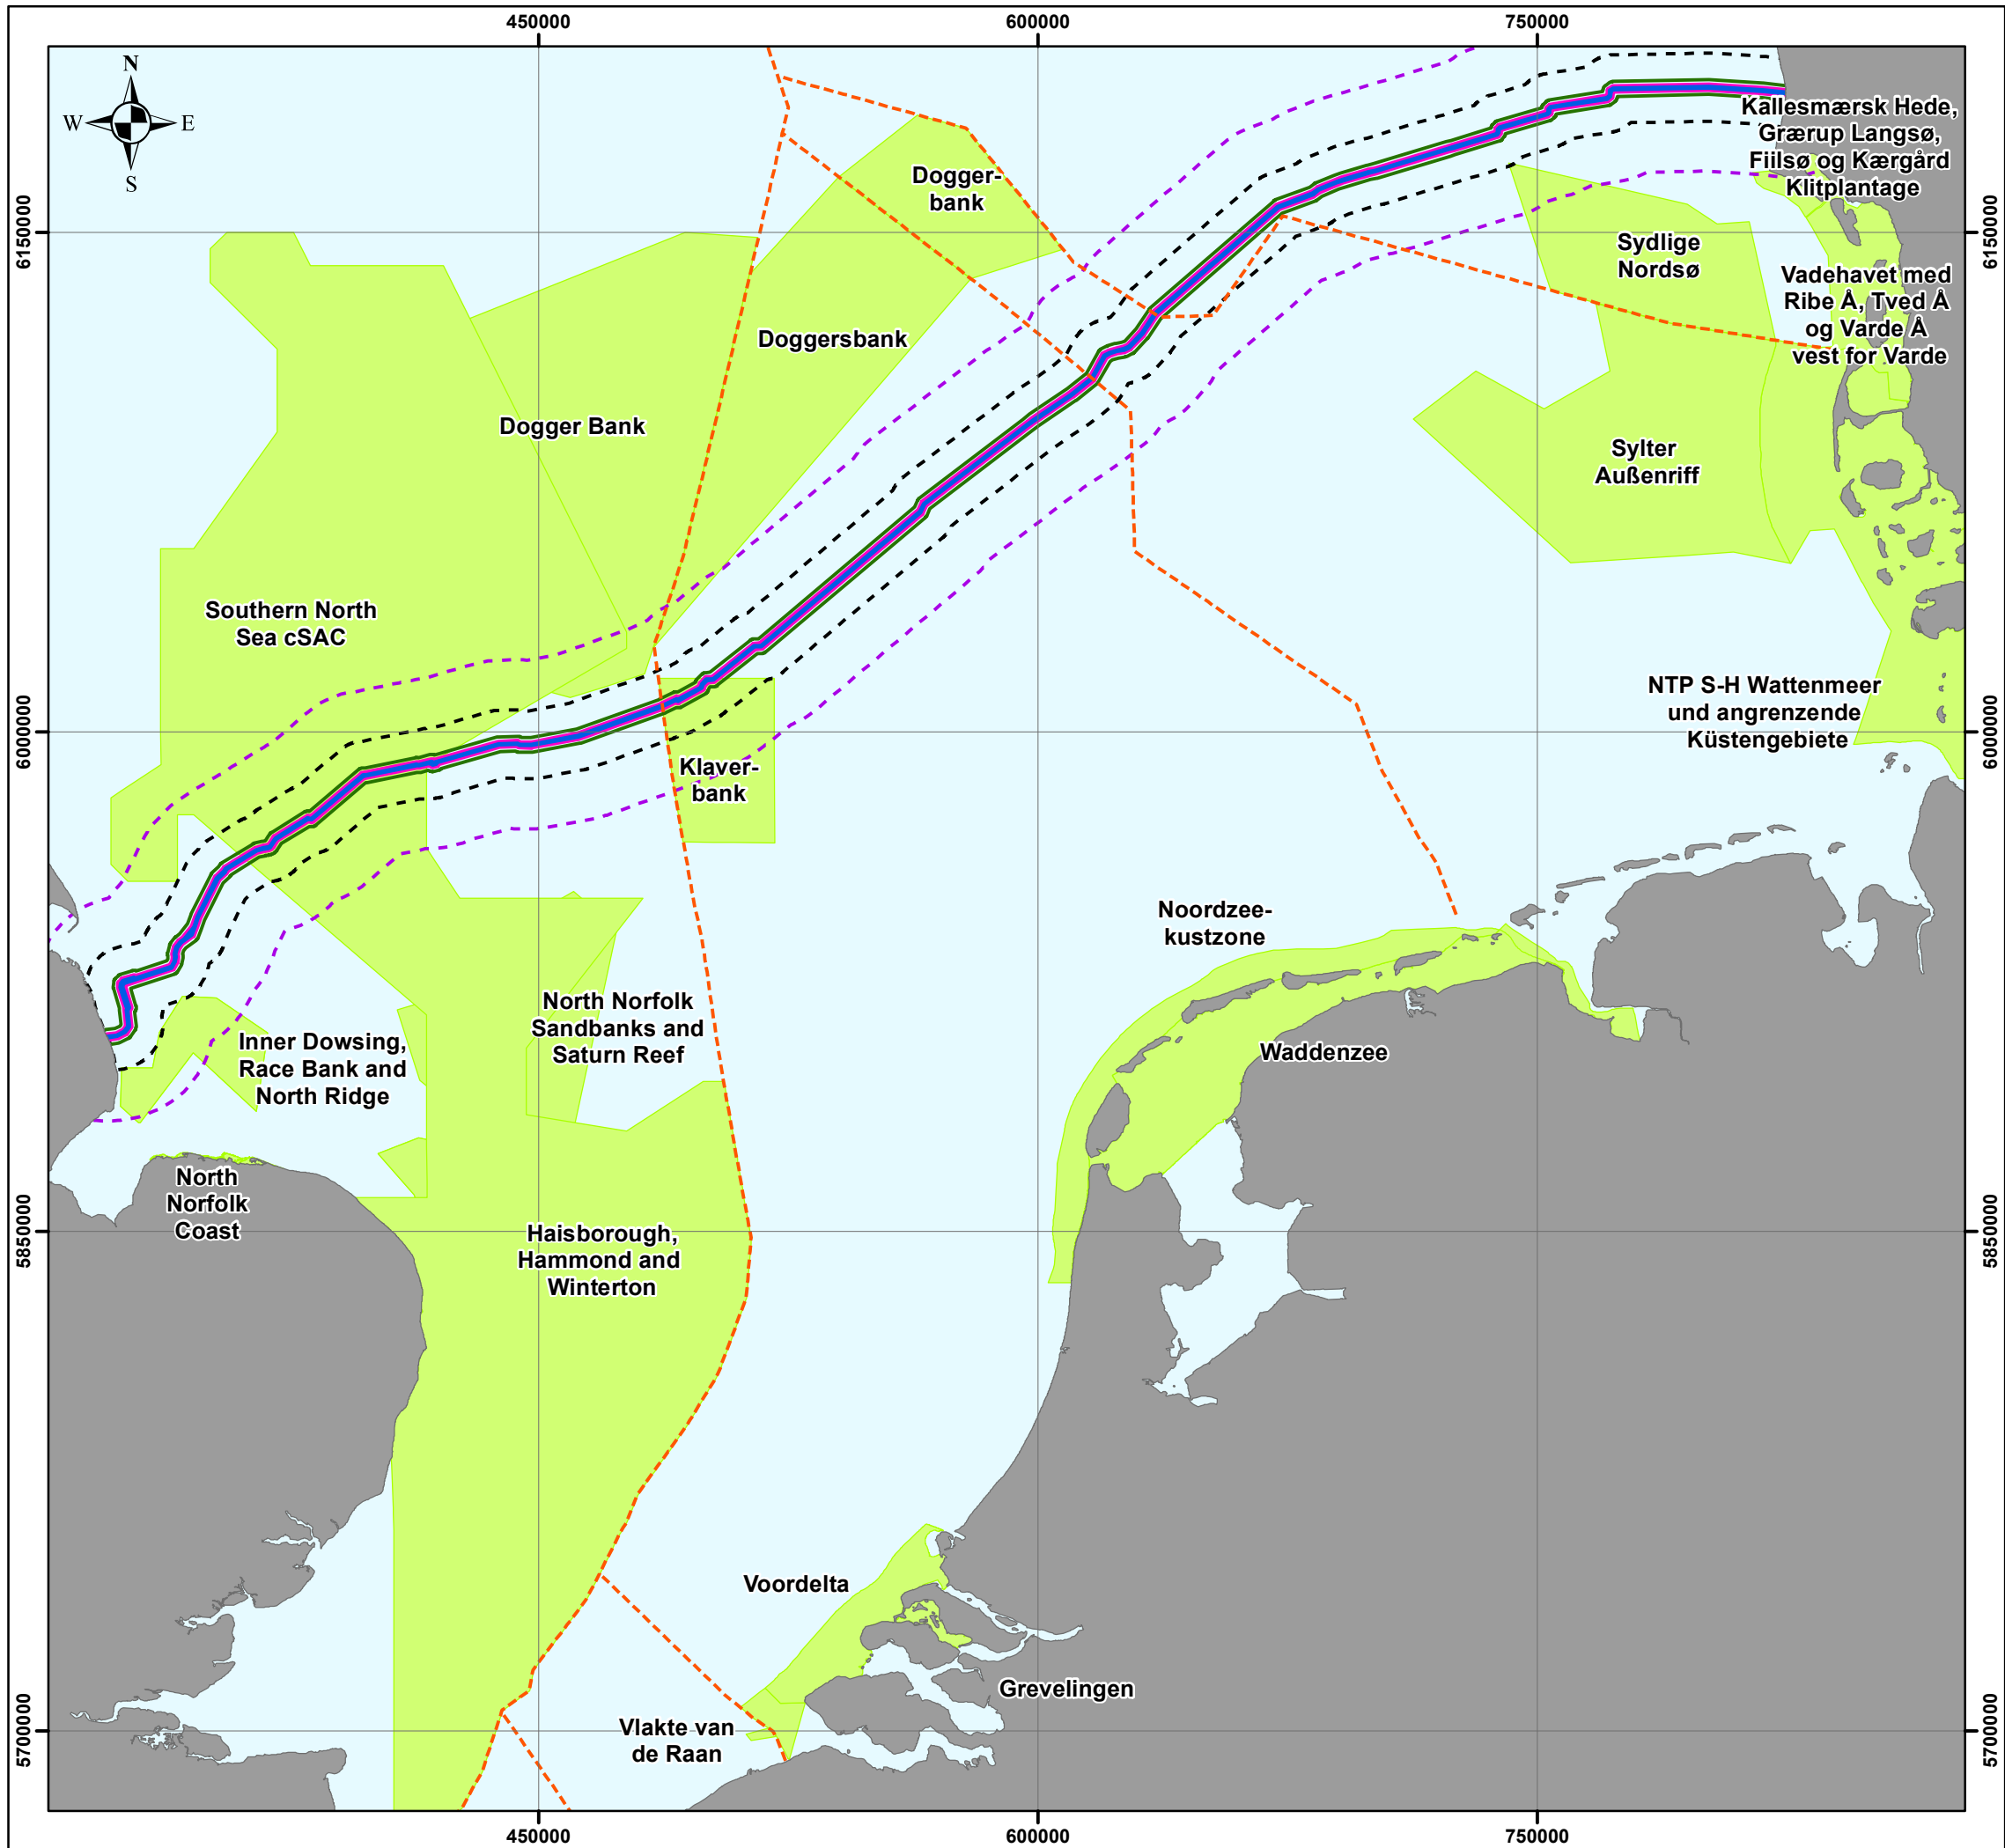 450000
600000
750000
N
W
E
S
Kallesmærsk Hede,
Grærup Langsø,
Fiilsø og Kærgård
Klitplantage
Dogger-
bank
6150000
6150000
Sydlige
Nordsø
Vadehavet med
Ribe Å, Tved Å
og Varde Å
vest for Varde
Doggersbank
Dogger Bank
Sylter
Außenriff
Southern North
Sea cSAC
NTP S-H Wattenmeer
und angrenzende
Küstengebiete
6000000
6000000
Klaver-
bank
Noordzee-
kustzone
North Norfolk
Sandbanks and
Saturn Reef
Inner Dowsing,
Race Bank and
North Ridge
Waddenzee
North
Norfolk
Coast
5850000
5850000
Haisborough,
Hammond and
Winterton
Voordelta
Grevelingen
Vlakte van
de Raan
5700000
5700000
450000
600000
750000